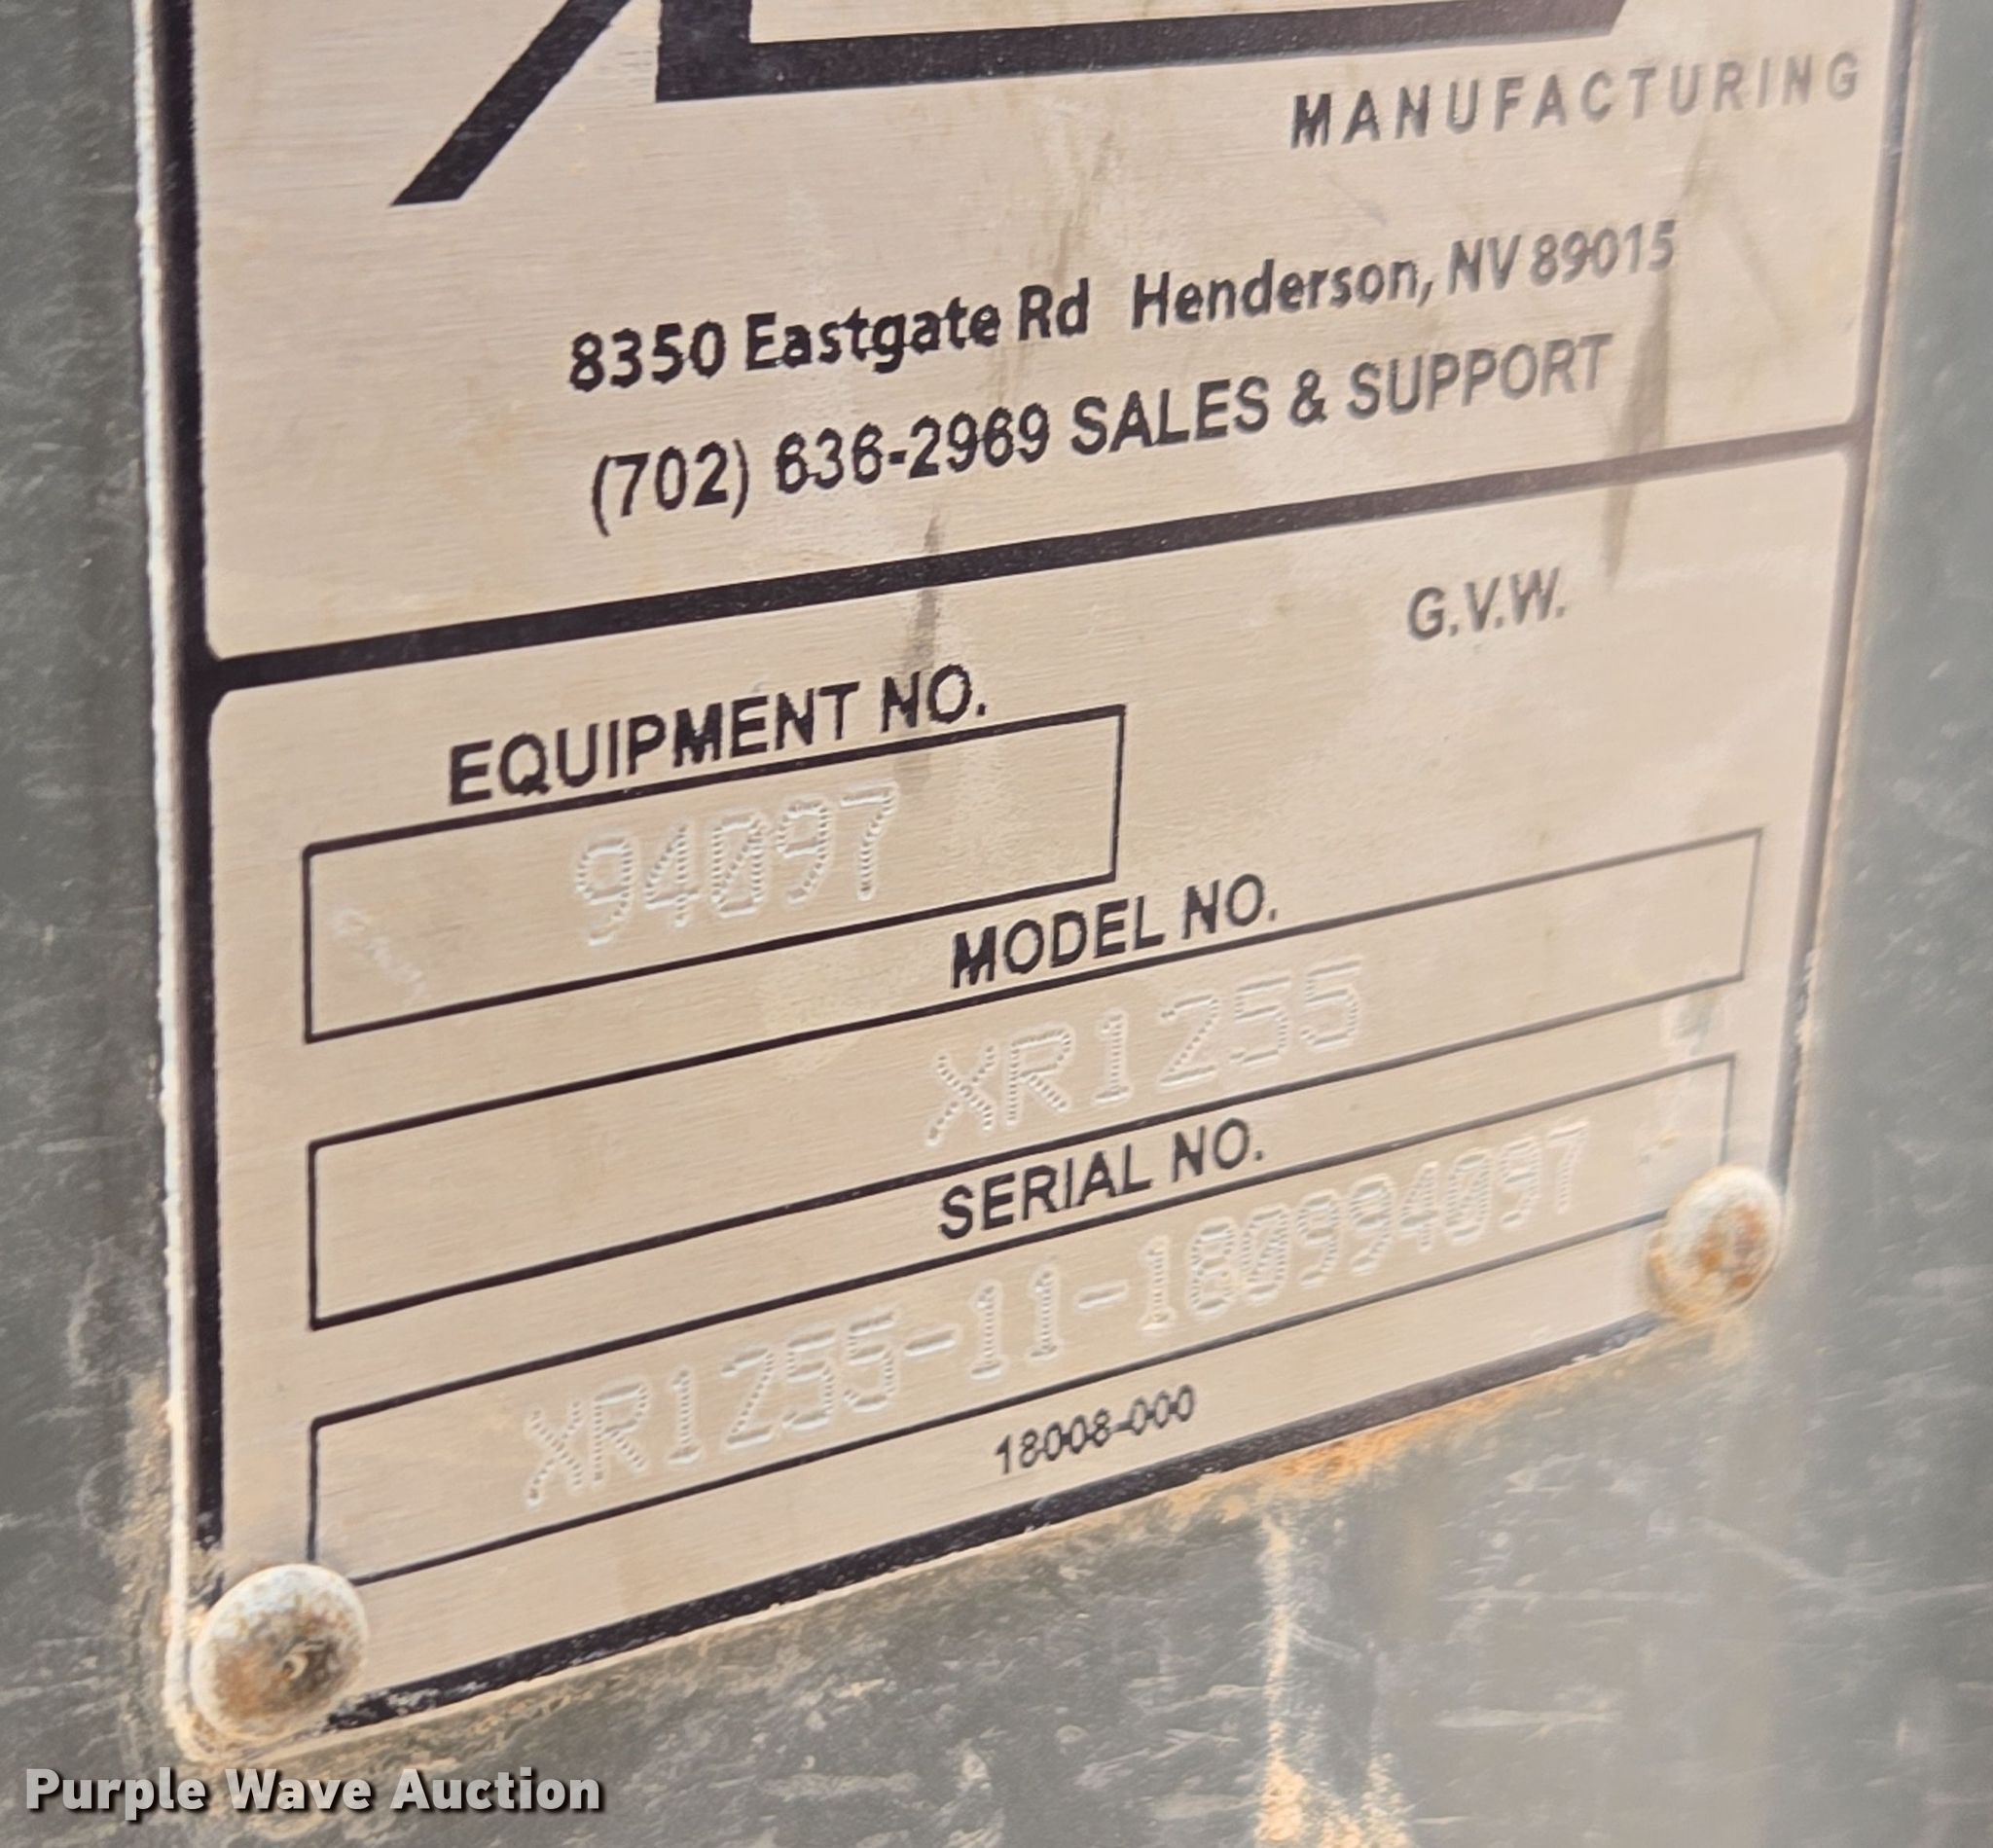 MANUFACTURING
8350 Eastgate Rd Henderson, NV 89015
(702) 636-2969 SALES & SUPPORT
G.V.W.
EQUIPMENT NO.
94097
MODEL NO.
XR1255
SERIAL NO.
XR1255-11-180994097
18008-000
Purple Wave Auction